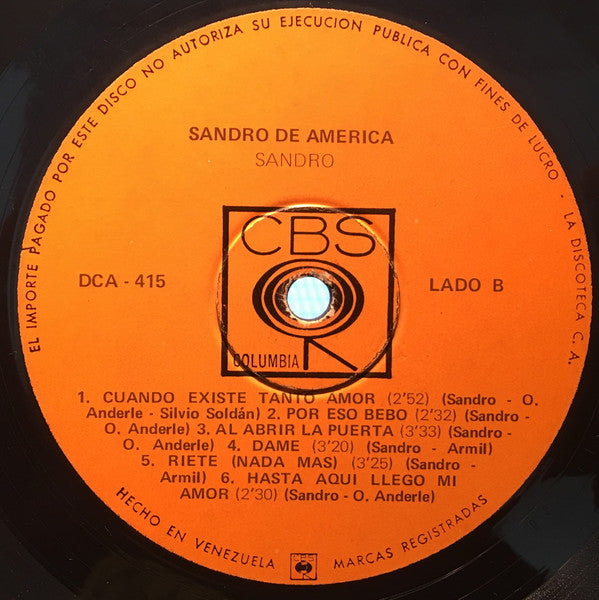 EL IMPORTE PAGADO POR ESTE DISCO NO AUTORIZA SU EJECUCION PUBLICA CON FINES DE LUCRO - LA DISCOTECA C. A.
SANDRO DE AMERICA
SANDRO
CBS
DCA - 415
LADO B
COLUMBIA
1. CUANDO EXISTE TANTO AMOR (2'52) (Sandro - O.
Anderle - Silvio Soldán) 2. POR ESO BEBO (2'32) (Sandro -
O. Anderle) 3. AL ABRIR LA PUERTA (3'33) (Sandro -
O. Anderle) 4. DAME (3'20) (Sandro - Armil)
5. RIETE (NADA MAS) (3'25) (Sandro -
Armil) 6. HASTA AQUI LLEGO MI
AMOR (2'30) (Sandro - O. Anderle)
HECHO EN VENEZUELA
CBS
MARCAS REGISTRADAS